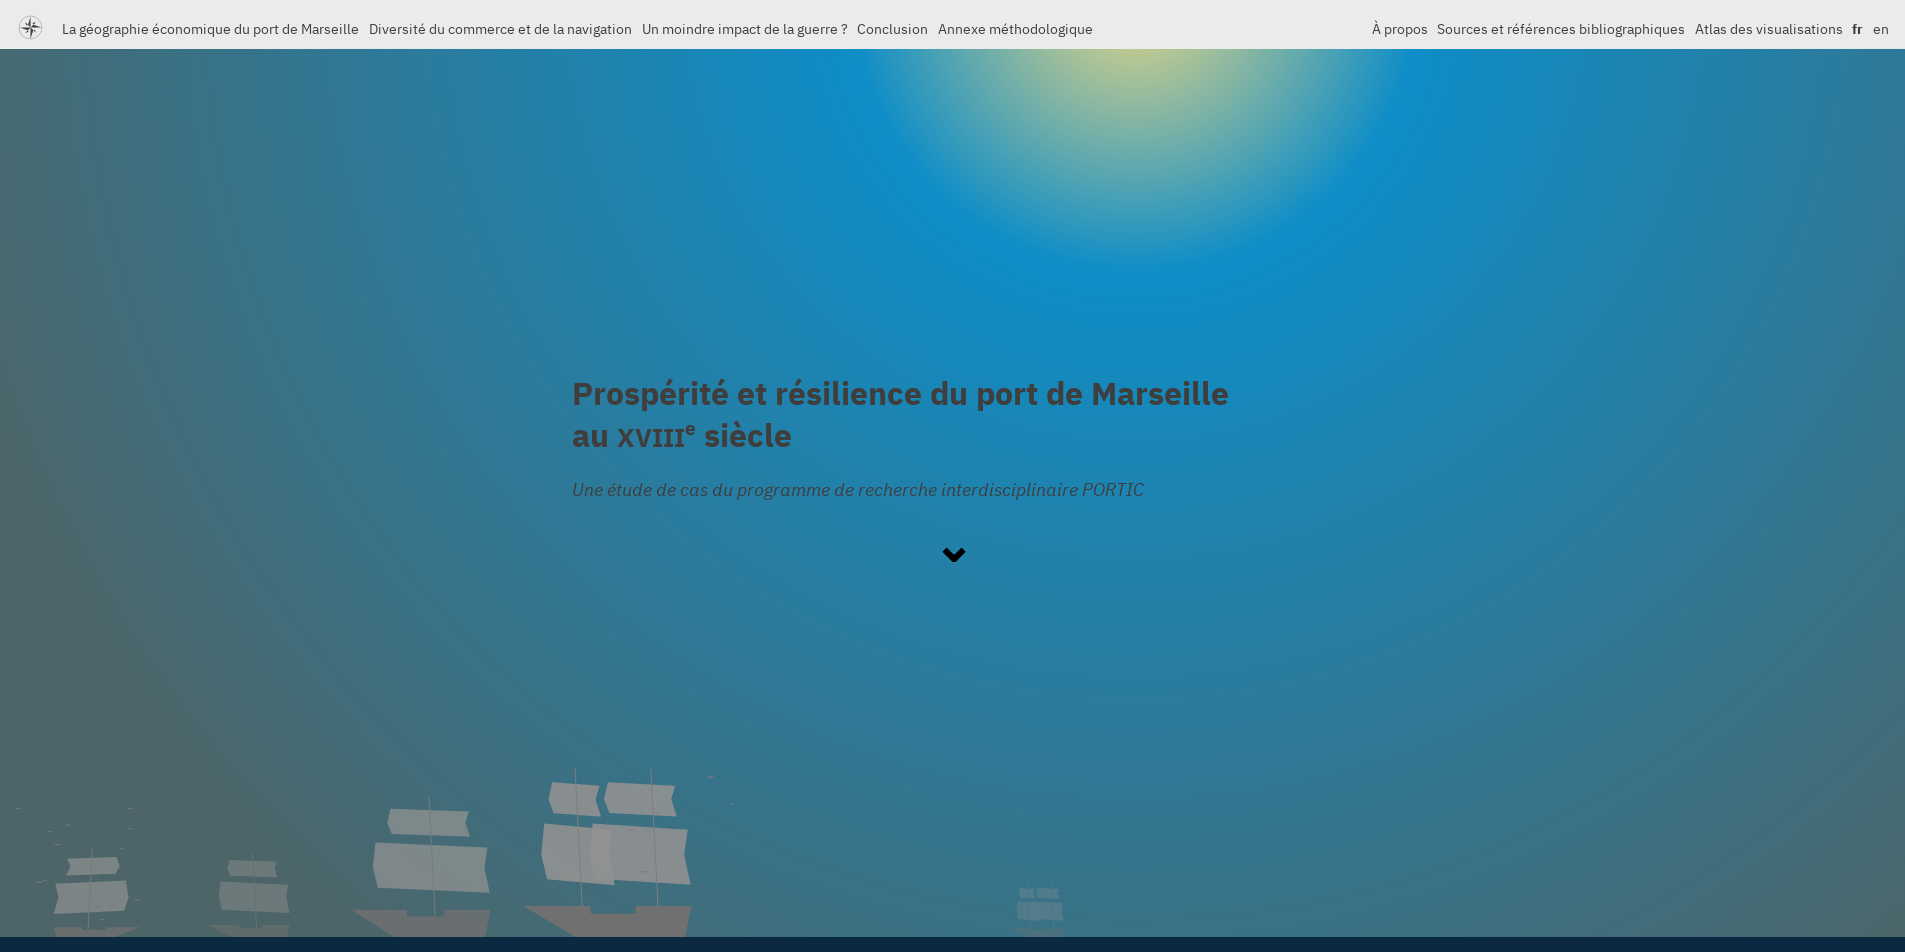 La géographie économique du port de Marseille Diversité du commerce et de la navigation Un moindre impact de la guerre ? Conclusion Annexe méthodologique À propos Sources et références bibliographiques Atlas des visualisations fr en
Prospérité et résilience du port de Marseille
au XVIIIe siècle
Une étude de cas du programme de recherche interdisciplinaire PORTIC